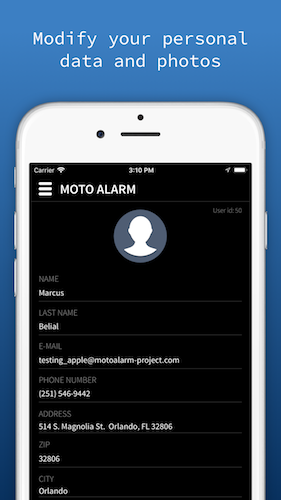 Modify your personal
data and photos
Carrier 3:10 PM
MOTO ALARM
User Id: 50
NAME
Marcus
LAST NAME
Belial
E-MAIL
testing_apple@motoalarm-project.com
PHONE NUMBER
(251) 546-9442
ADDRESS
514 S. Magnolia St. Orlando, FL 32806
ZIP
32806
CITY
Orlando